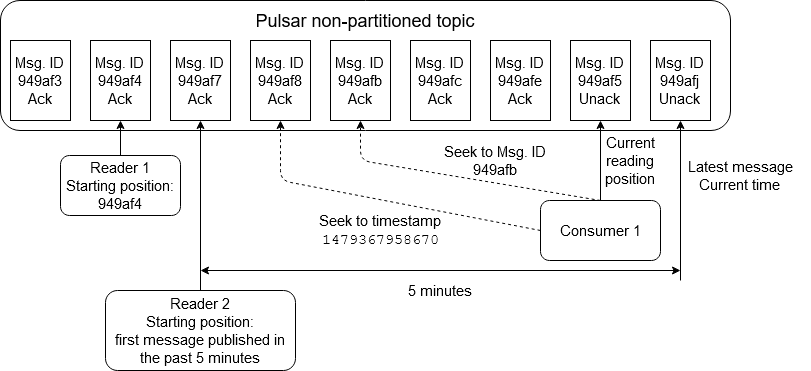 Pulsar non-partitioned topic
Msg. ID
949af3
Ack
Msg. ID
949af4
Ack
Msg. ID
949af7
Ack
Msg. ID
949af8
Ack
Msg. ID
949afb
Ack
Msg. ID
949afc
Ack
Msg. ID
949afe
Ack
Msg. ID
949af5
Unack
Msg. ID
949afj
Unack
Reader 1
Starting position:
949af4
Seek to Msg. ID
949afb
Current
reading
position
Latest message
Current time
Seek to timestamp
1479367958670
Consumer 1
5 minutes
Reader 2
Starting position:
first message published in
the past 5 minutes